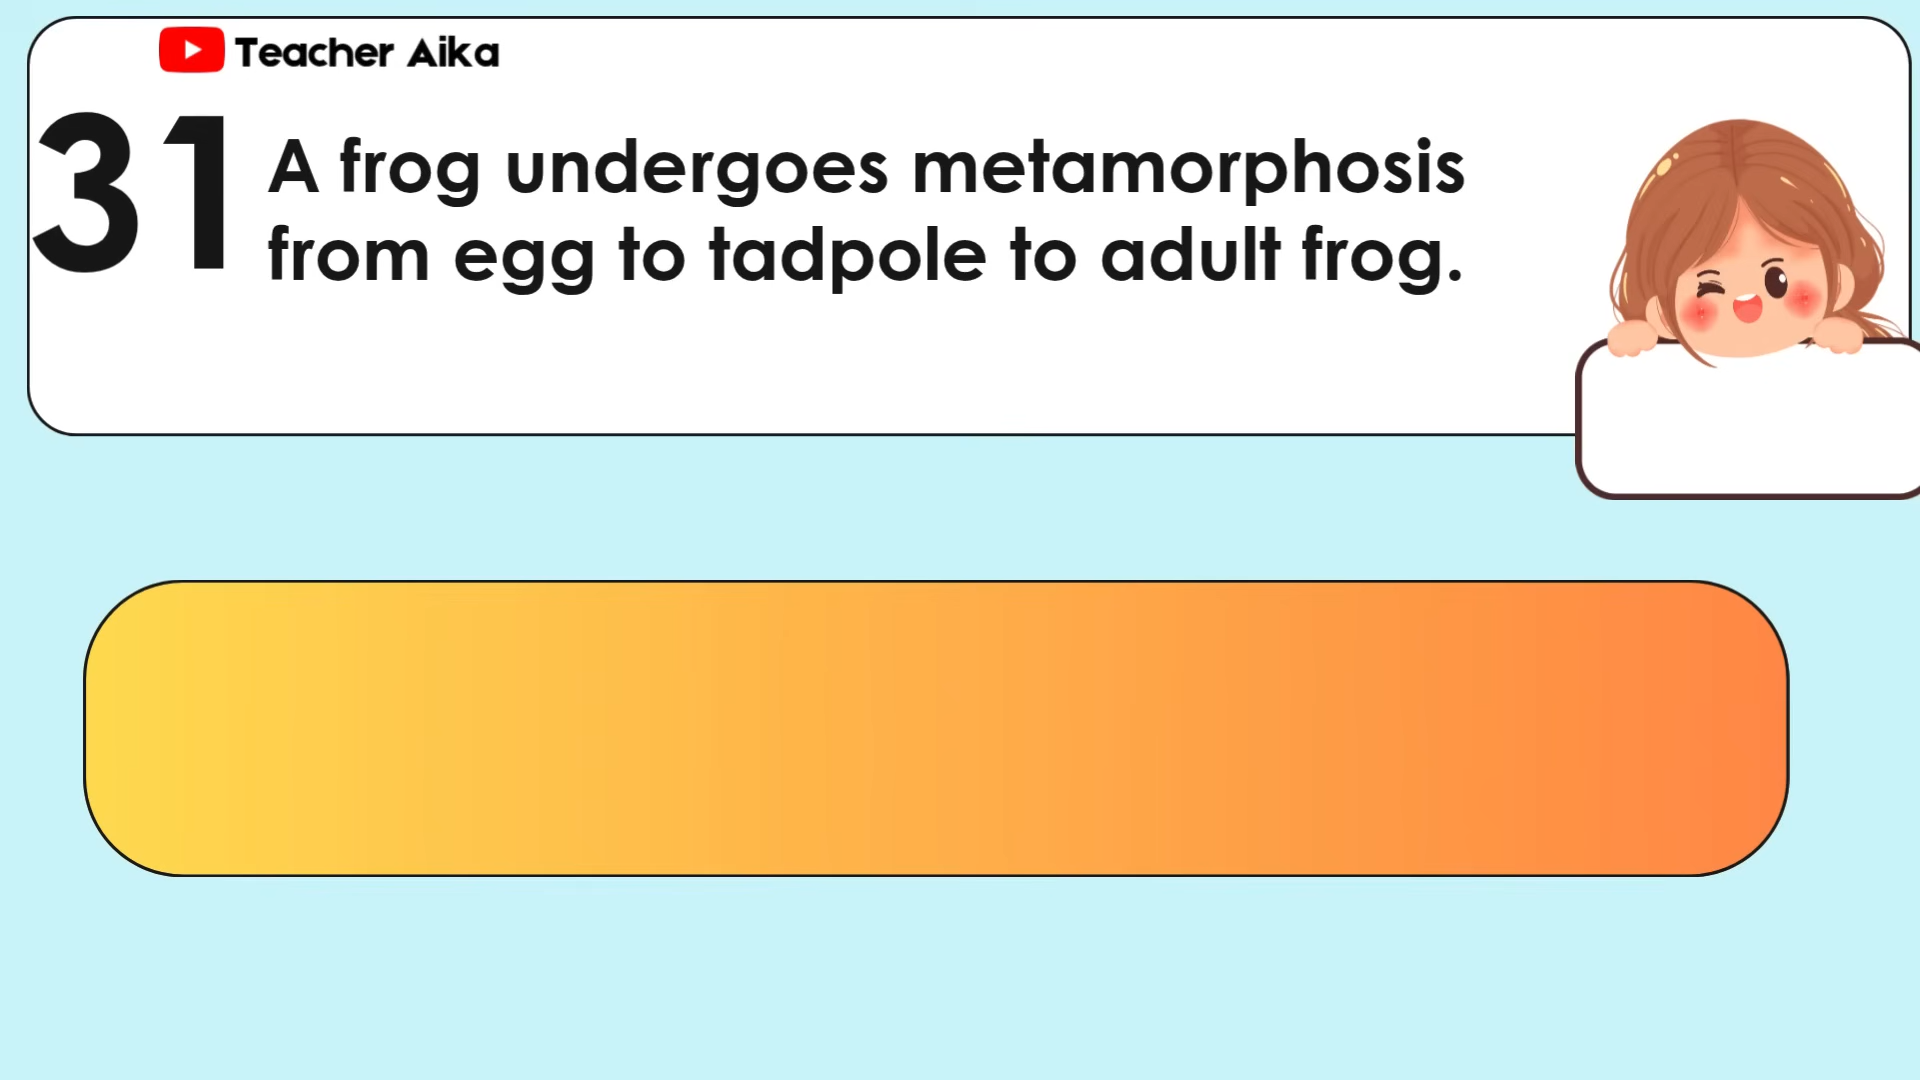 Teacher Aika
31
A frog undergoes metamorphosis
from egg to tadpole to adult frog.